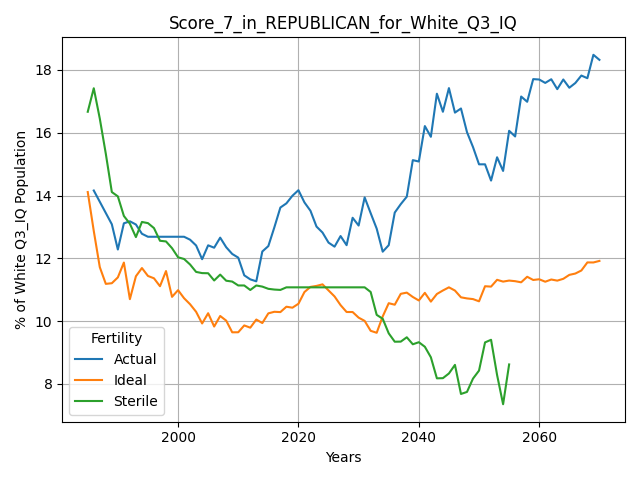 Score_7_in_REPUBLICAN_for_White_Q3_IQ
% of White Q3_IQ Population
18
16
14
12
10
8
Fertility
Actual
Ideal
Sterile
2000 2020 2040 2060
Years